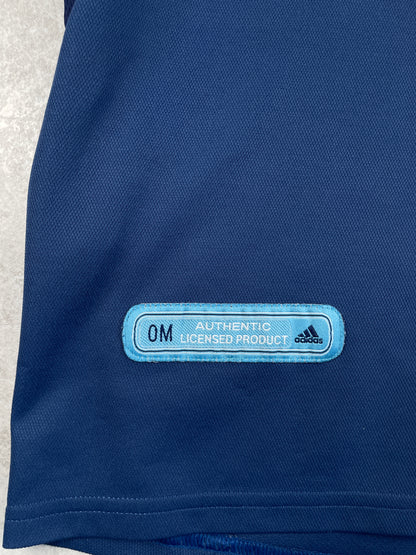 OM
AUTHENTIC
LICENSED PRODUCT
adidas